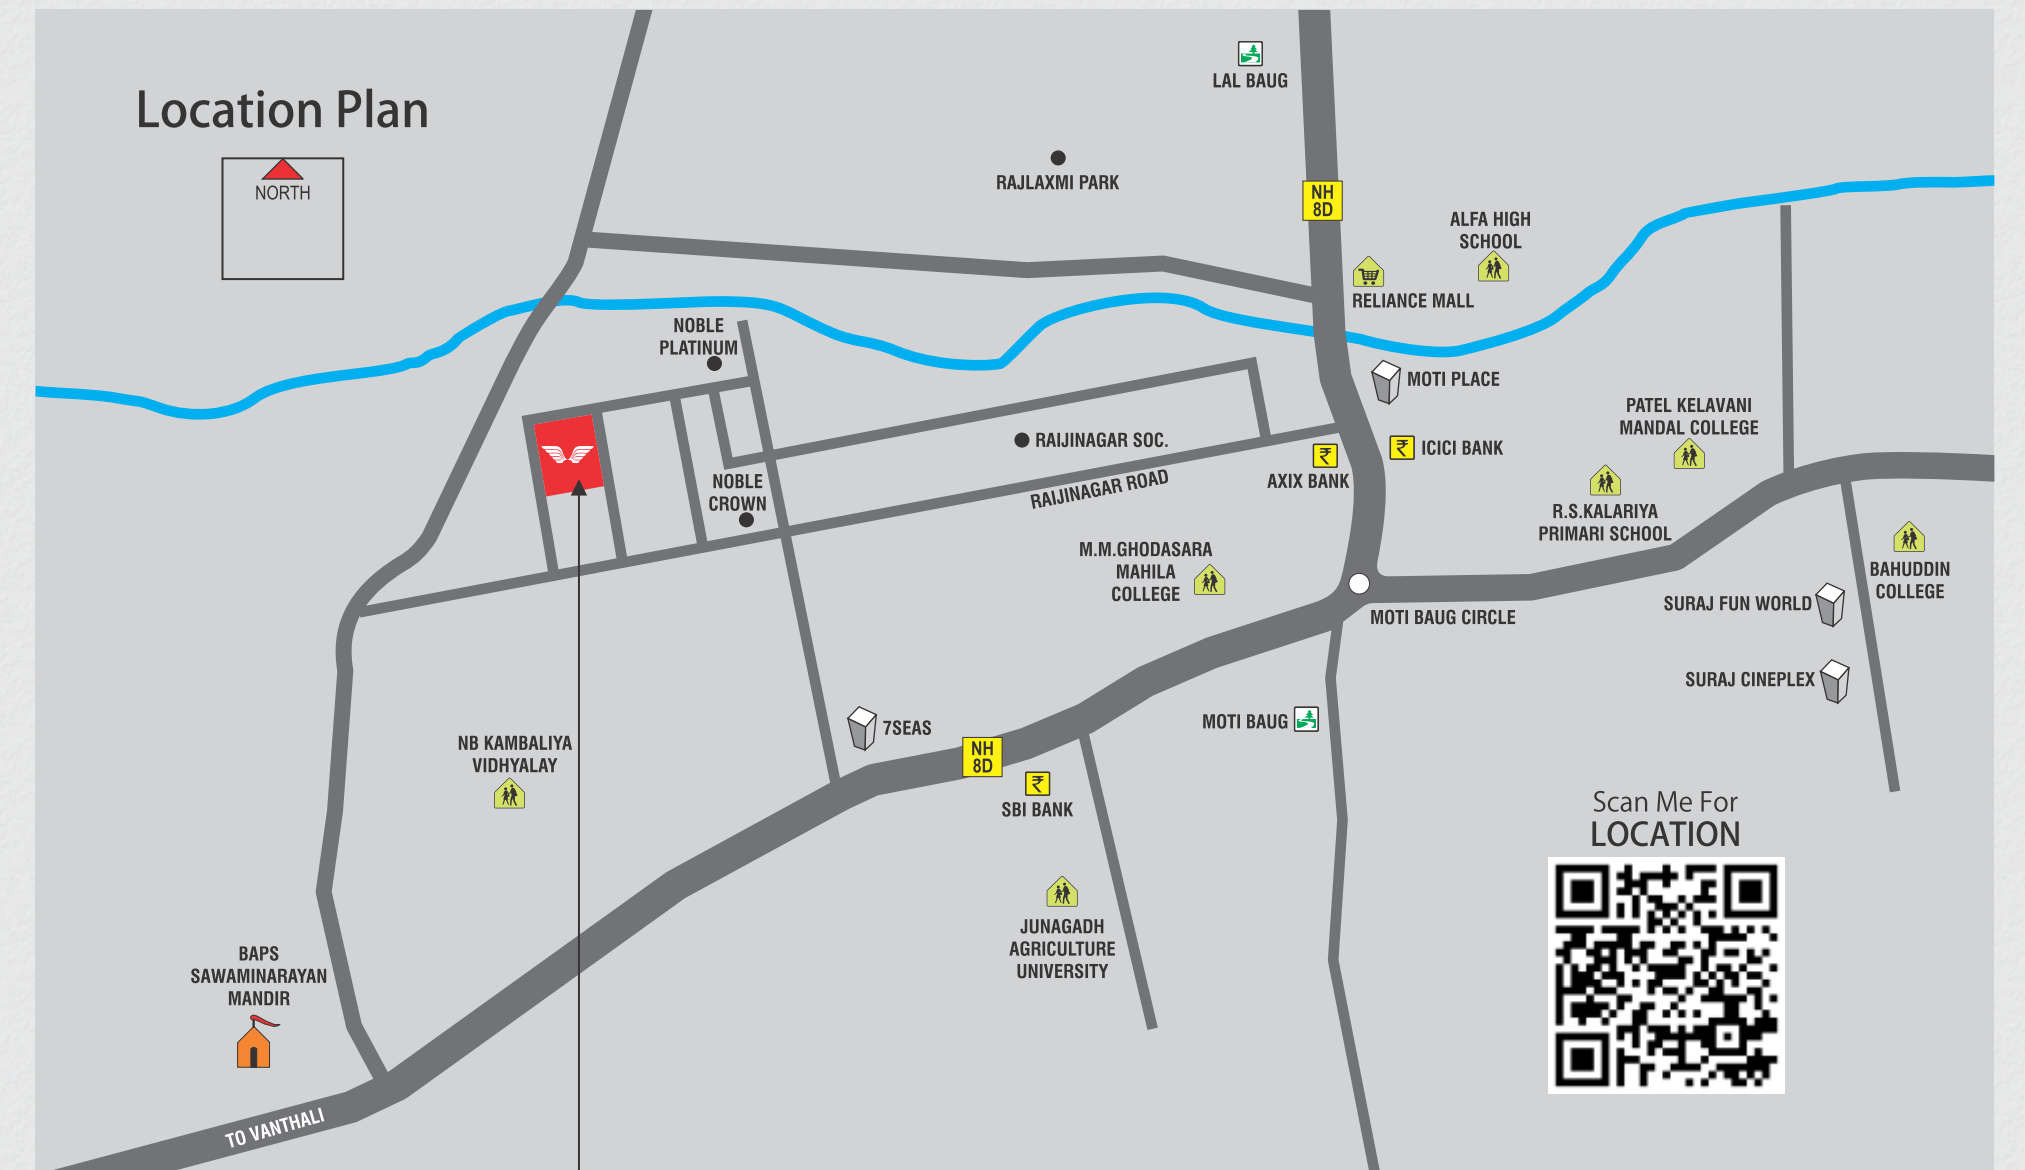 Location Plan
NORTH
LAL BAUG
RAJLAXMI PARK
NH
8D
ALFA HIGH
SCHOOL
RELIANCE MALL
NOBLE
PLATINUM
MOTI PLACE
RAIJINAGAR SOC.
ICICI BANK
AXIX BANK
PATEL KELAVANI
MANDAL COLLEGE
NOBLE
CROWN
RAIJINAGAR ROAD
R.S.KALARIYA
PRIMARI SCHOOL
M.M.GHODASARA
MAHILA
COLLEGE
BAHUDDIN
COLLEGE
SURAJ FUN WORLD
MOTI BAUG CIRCLE
SURAJ CINEPLEX
MOTI BAUG
7SEAS
NB KAMBALIYA
VIDHYALAY
NH
8D
SBI BANK
Scan Me For
LOCATION
JUNAGADH
AGRICULTURE
UNIVERSITY
BAPS
SAWAMINARAYAN
MANDIR
TO VANTHALI